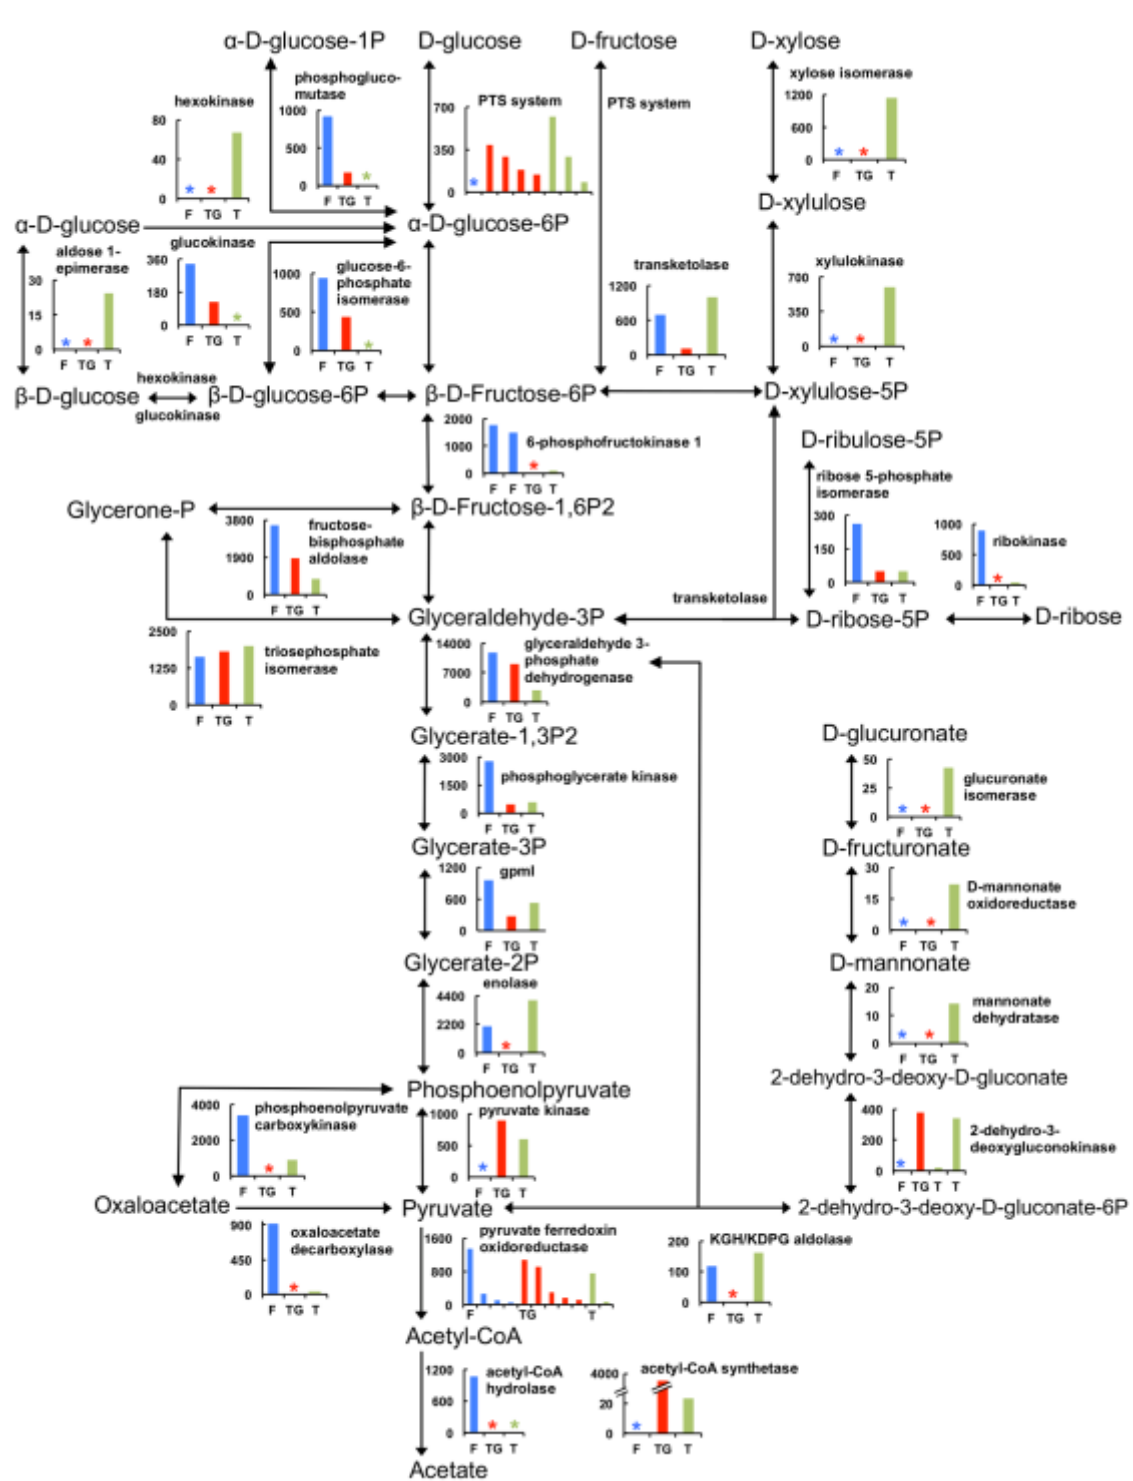 α-D-glucose-1P D-glucose D-fructose D-xylose
phosphogluco-
mutase
1000
500
0
F TG T
hexokinase
80
40
0
F TG T
PTS system
700
350
0
PTS system
xylose isomerase
1200
600
0
F TG T
D-xylulose
α-D-glucose α-D-glucose-6P
aldose 1-
epimerase
30
15
0
F TG T
glucokinase
360
180
0
F TG T
glucose-6-
phosphate
isomerase
1000
500
0
F TG T
transketolase
1200
600
0
F TG T
xylulokinase
700
350
0
F TG T
hexokinase
β-D-glucose β-D-glucose-6P β-D-Fructose-6P D-xylulose-5P
glucokinase
2000
1000
0
F F TG T
6-phosphofructokinase 1
D-ribulose-5P
ribose 5-phosphate
isomerase
300
150
0
F TG T
1000
500
0
F TG T
ribokinase
Glycerone-P β-D-Fructose-1,6P2
3800
1900
0
F TG T
fructose-
bisphosphate
aldolase
transketolase
Glyceraldehyde-3P D-ribose-5P D-ribose
2500
1250
0
F TG T
triosephosphate
isomerase
14000
7000
0
F TG T
glyceraldehyde 3-
phosphate
dehydrogenase
Glycerate-1,3P2
3000
1500
0
F TG T
phosphoglycerate kinase
D-glucuronate
50
25
0
F TG T
glucuronate
isomerase
Glycerate-3P D-fructuronate
1200
600
0
F TG T
gpml
30
15
0
F TG T
D-mannonate
oxidoreductase
Glycerate-2P D-mannonate
enolase
4400
2200
0
F TG T
20
10
0
F TG T
mannonate
dehydratase
Phosphoenolpyruvate 2-dehydro-3-deoxy-D-gluconate
4000
2000
0
F TG T
phosphoenolpyruvate
carboxykinase
pyruvate kinase
1000
500
0
F TG T
400
200
0
F TG T T
2-dehydro-3-
deoxygluconokinase
Oxaloacetate Pyruvate 2-dehydro-3-deoxy-D-gluconate-6P
900
450
0
F TG T
oxaloacetate
decarboxylase
pyruvate ferredoxin
oxidoreductase
1600
800
0
F TG T
KGH/KDPG aldolase
200
100
0
F TG T
Acetyl-CoA
1200
600
0
F TG T
acetyl-CoA
hydrolase
acetyl-CoA synthetase
4000
20
0
F TG T
Acetate